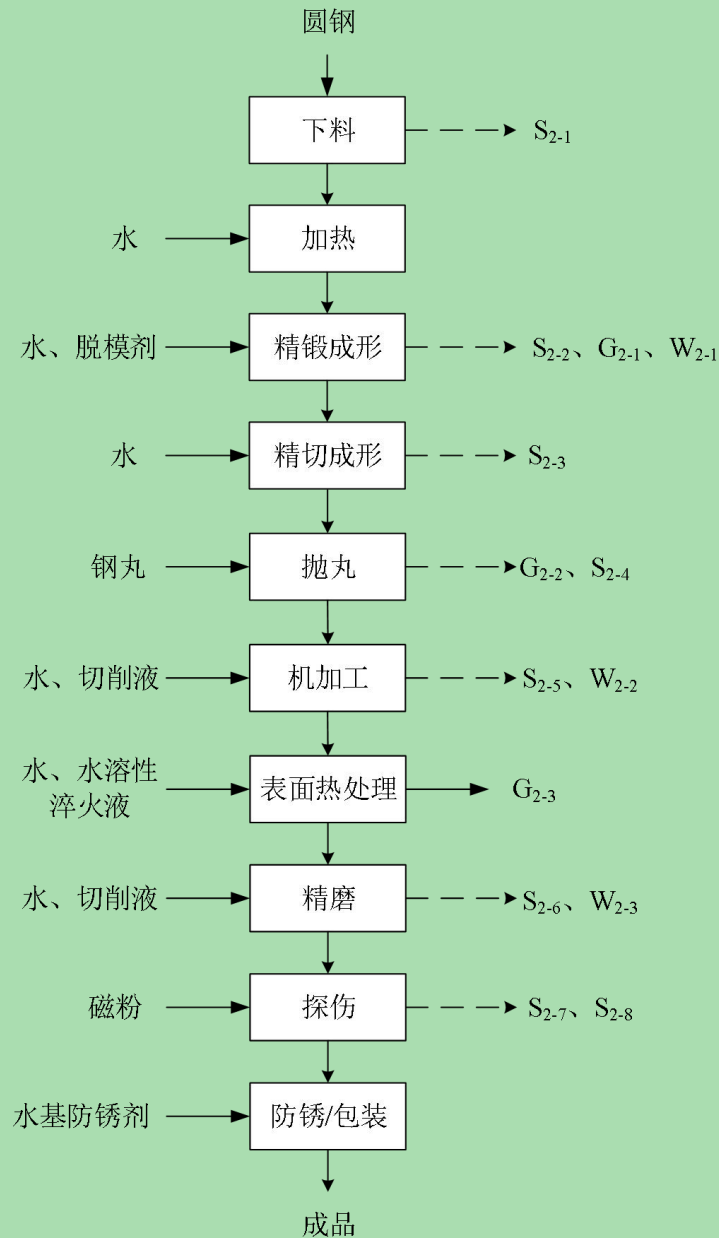 圆钢
下料
S2-1
水
加热
水、脱模剂
精锻成形
S2-2、G2-1、W2-1
水
精切成形
S2-3
钢丸
抛丸
G2-2、S2-4
水、切削液
机加工
S2-5、W2-2
水、水溶性
淬火液
表面热处理
G2-3
水、切削液
精磨
S2-6、W2-3
磁粉
探伤
S2-7、S2-8
水基防锈剂
防锈/包装
成品